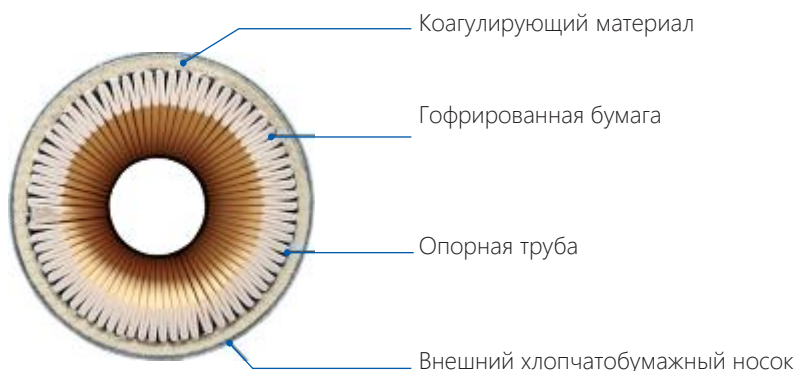 Коагулирующий материал
Гофрированная бумага
Опорная труба
Внешний хлопчатобумажный носок